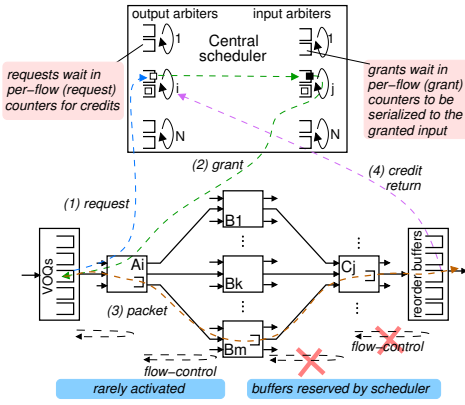 output arbiters
input arbiters
1
1
Central
scheduler
requests wait in
per-flow (request)
counters for credits
grants wait in
per-flow (grant)
counters to be
serialized to the
granted input
i
j
N
N
(2) grant
(4) credit
return
(1) request
VOQs
Ai
B1
Bk
Bm
Cj
reorder buffers
(3) packet
flow-control
flow-control
rarely activated
buffers reserved by scheduler